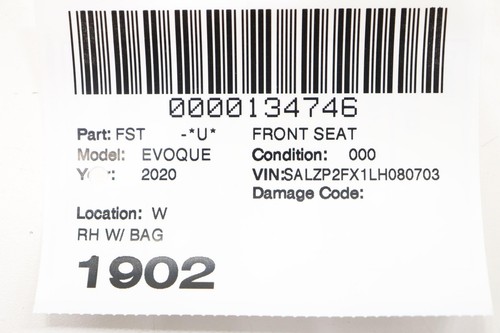 0000134746
Part: FST -*U* FRONT SEAT
Model: EVOQUE Condition: 000
Year: 2020 VIN:SALZP2FX1LH080703
Damage Code:
Location: W
RH W/ BAG
1902